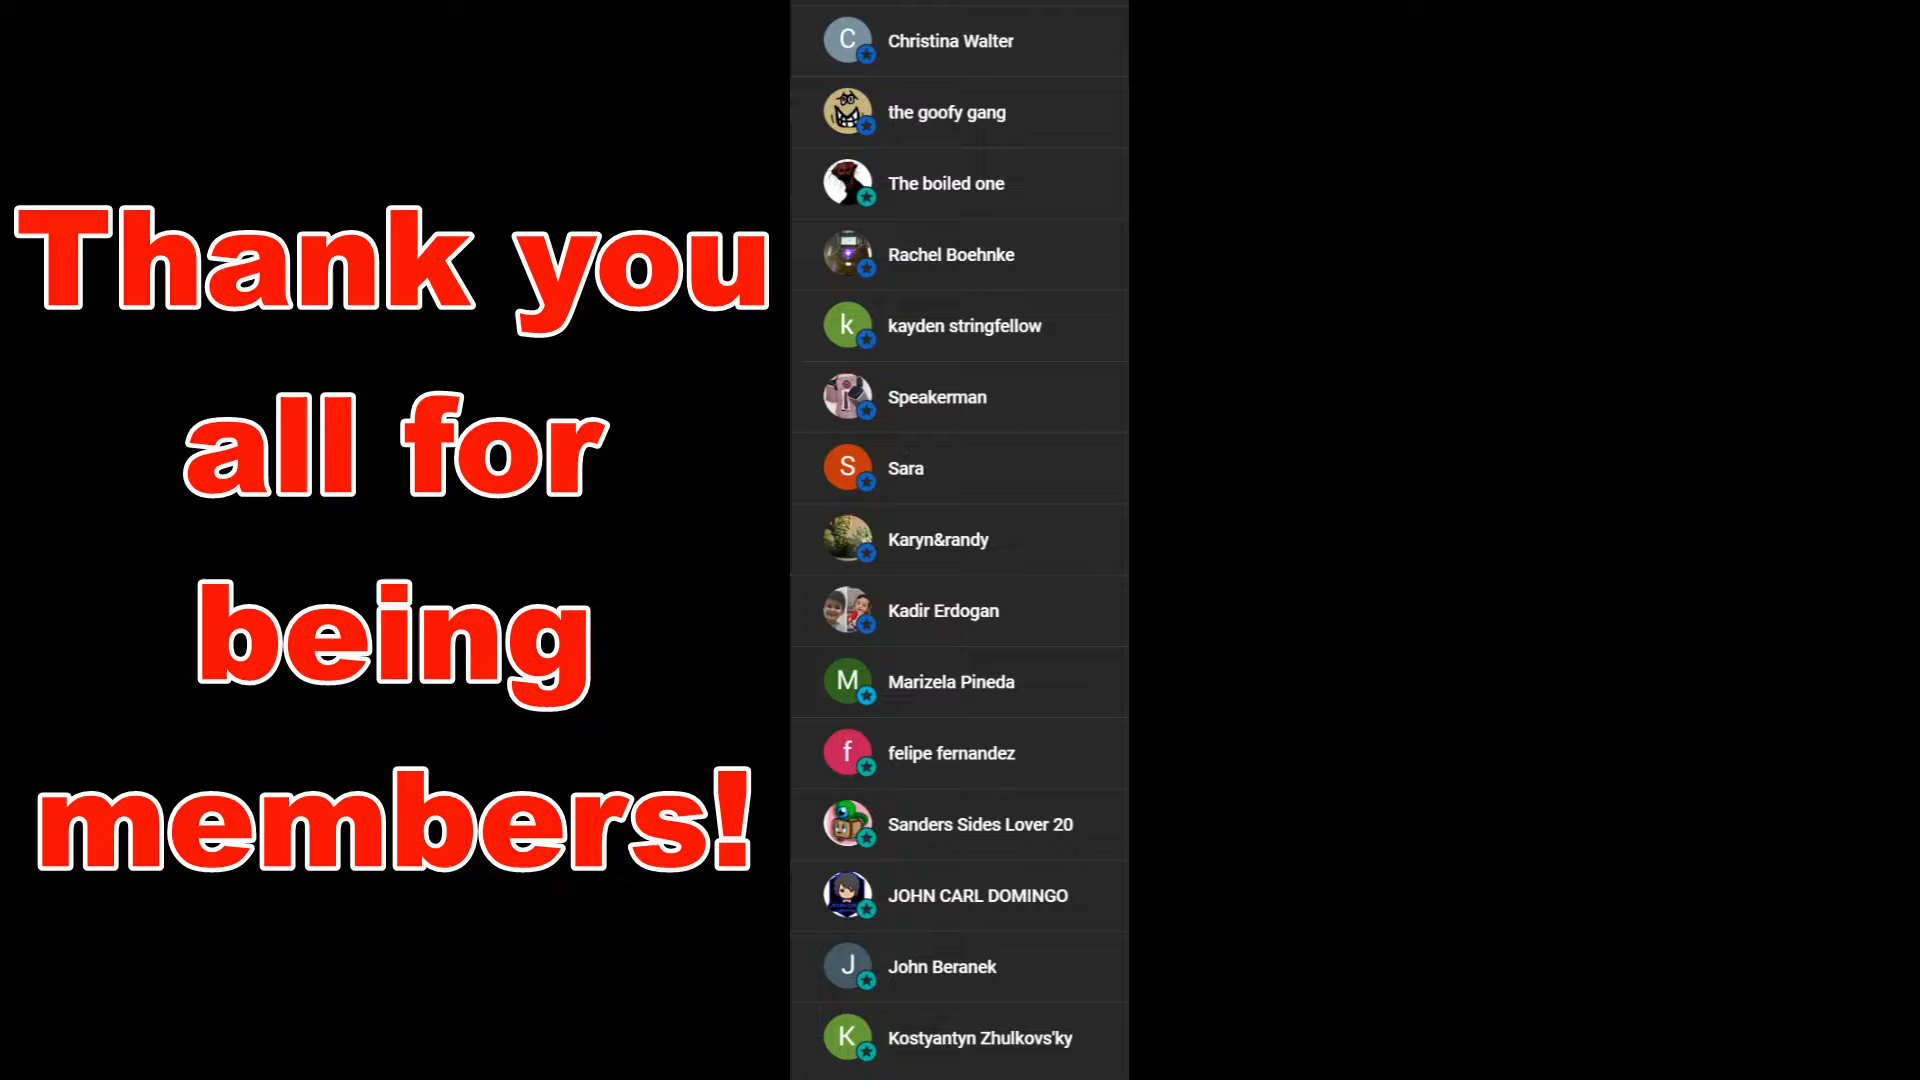 Thank you
all for
being
members!
C Christina Walter
the goofy gang
The boiled one
Rachel Boehnke
k kayden stringfellow
Speakerman
S Sara
Karyn&randy
Kadir Erdogan
M Marizela Pineda
f felipe fernandez
Sanders Sides Lover 20
JOHN CARL DOMINGO
J John Beranek
K Kostyantyn Zhulkovs'ky